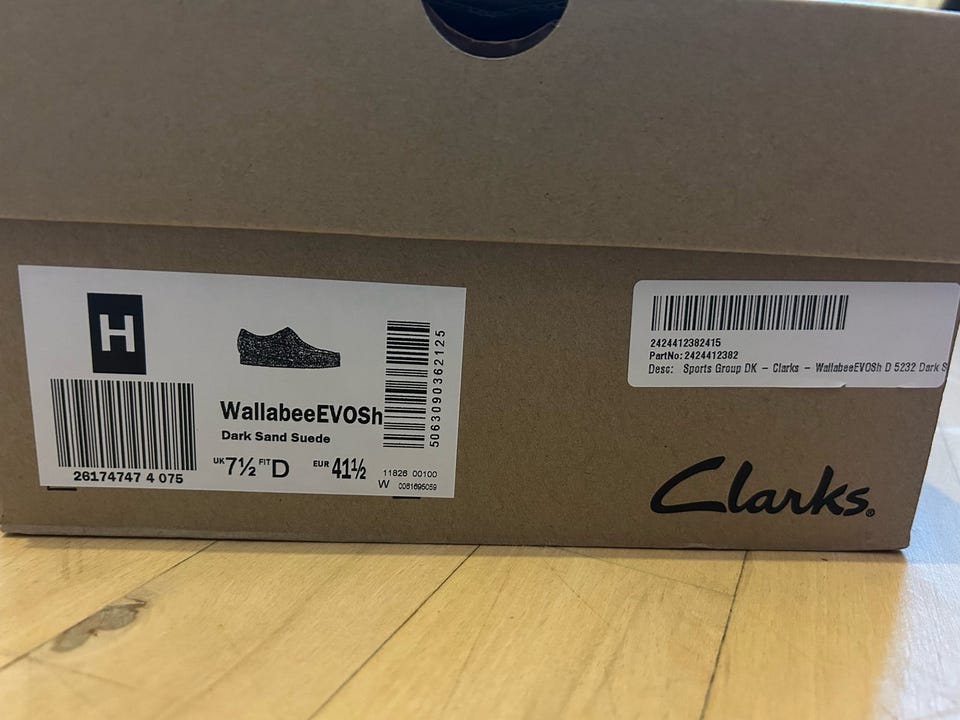 H
26174747 4 075
WallabeeEVOSh
Dark Sand Suede
UK 7½ FIT D EUR 41½
11826 00100
W 0081695059
5063090362125
2424412382415
PartNo: 2424412382
Desc: Sports Group DK - Clarks - WallabeeEVOSh D 5232 Dark S
Clarks®